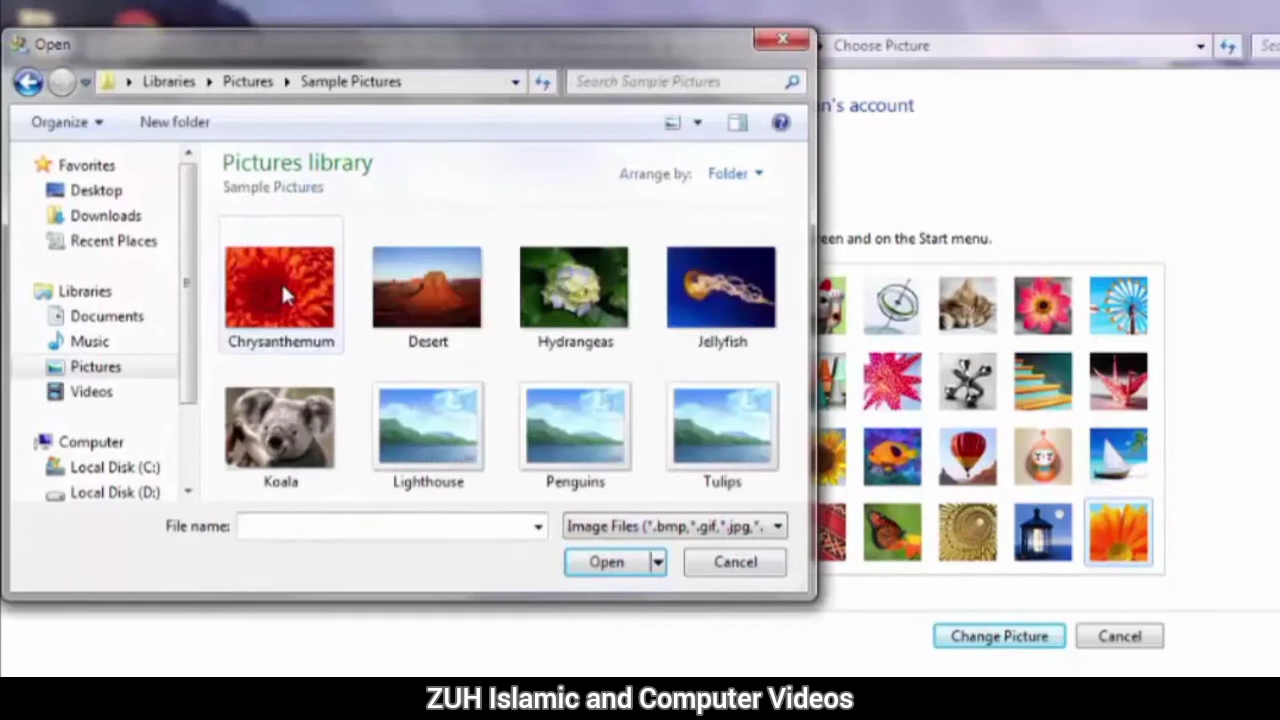 Open
Choose Picture
Sea
Libraries
Pictures
Sample Pictures
Search Sample Pictures
n's account
Organize
New folder
Favorites
Desktop
Downloads
Recent Places
Libraries
Documents
Music
Pictures
Videos
Computer
Local Disk (C:)
Local Disk (D:)
Pictures library
Sample Pictures
Arrange by:
Folder
een and on the Start menu.
Chrysanthemum
Desert
Hydrangeas
Jellyfish
Koala
Lighthouse
Penguins
Tulips
File name:
Image Files (*.bmp,*.gif,*.jpg,*.
Open
Cancel
Change Picture
Cancel
ZUH Islamic and Computer Videos